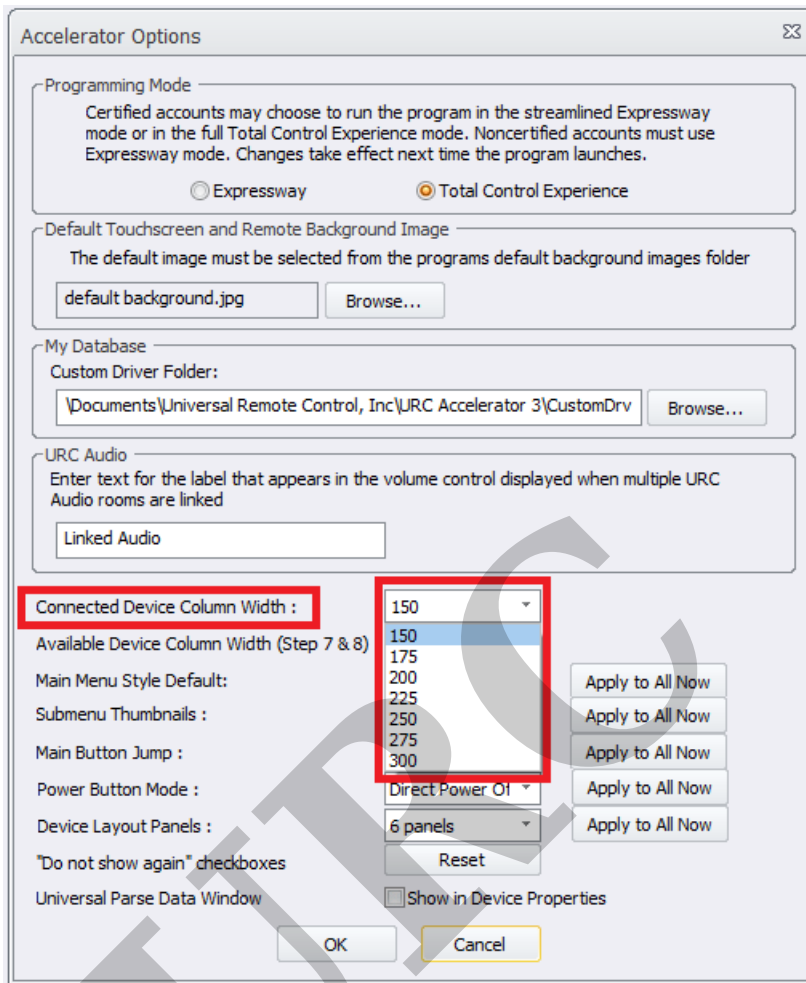 Accelerator Options
Programming Mode
Certified accounts may choose to run the program in the streamlined Expressway
mode or in the full Total Control Experience mode. Noncertified accounts must use
Expressway mode. Changes take effect next time the program launches.
Expressway Total Control Experience
Default Touchscreen and Remote Background Image
The default image must be selected from the programs default background images folder
default background.jpg Browse...
My Database
Custom Driver Folder:
\Documents\Universal Remote Control, Inc\URC Accelerator 3\CustomDrv Browse...
URC Audio
Enter text for the label that appears in the volume control displayed when multiple URC
Audio rooms are linked
Linked Audio
Connected Device Column Width : 150
Available Device Column Width (Step 7 & 8) 150
175
Main Menu Style Default: 200 Apply to All Now
Submenu Thumbnails : 225 Apply to All Now
250
Main Button Jump : 275 Apply to All Now
300
Power Button Mode : Direct Power Of Apply to All Now
Device Layout Panels : 6 panels Apply to All Now
"Do not show again" checkboxes Reset
Universal Parse Data Window Show in Device Properties
OK Cancel
URC